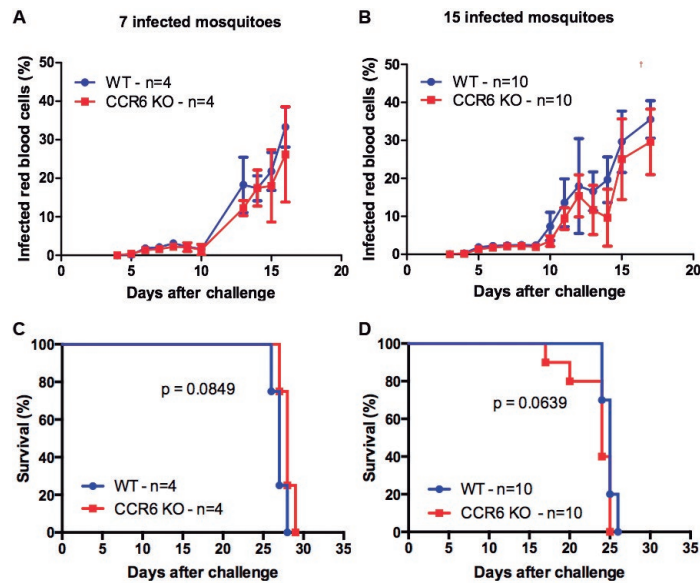 A
7 infected mosquitoes
Infected red blood cells (%)
50
40
30
20
10
0
WT - n=4
CCR6 KO - n=4
0 5 10 15 20
Days after challenge
B
15 infected mosquitoes
Infected red blood cells (%)
50
40
30
20
10
0
WT - n=10
CCR6 KO - n=10
†
0 5 10 15 20
Days after challenge
C
Survival (%)
100
80
60
40
20
0
p = 0.0849
WT - n=4
CCR6 KO - n=4
0 5 10 15 20 25 30 35
Days after challenge
D
Survival (%)
100
80
60
40
20
0
p = 0.0639
WT - n=10
CCR6 KO - n=10
0 5 10 15 20 25 30 35
Days after challenge